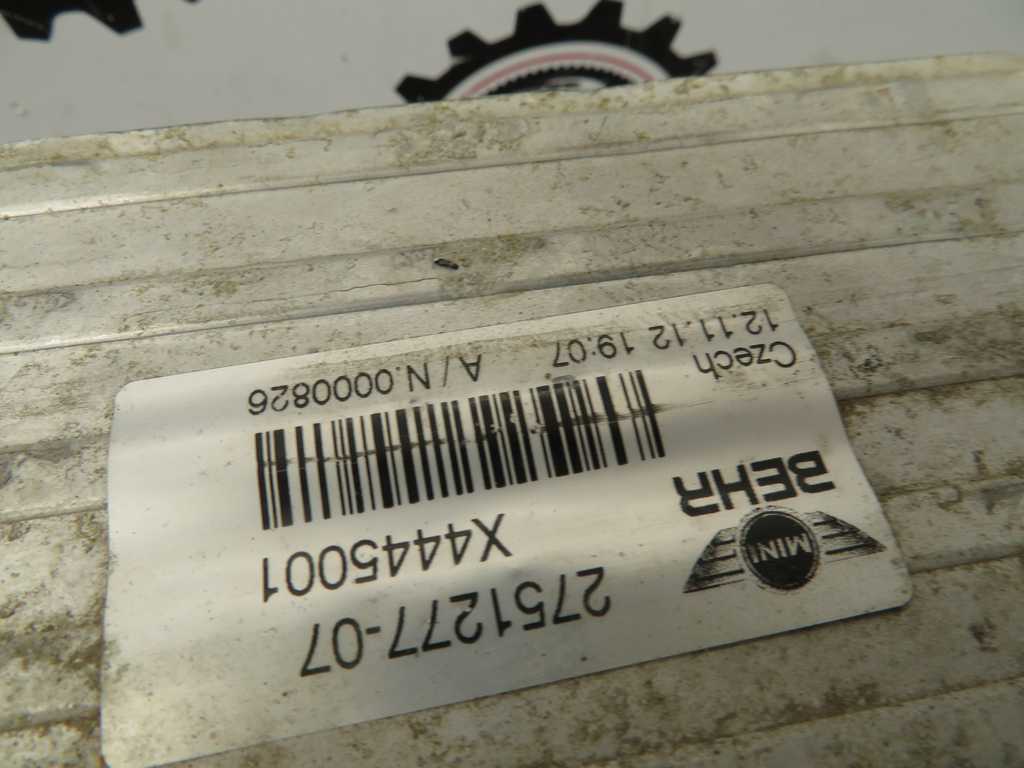 MINI
2751277-07
BEHR
X4445001
Czech
12.11.12 19:07 A / N.0000826